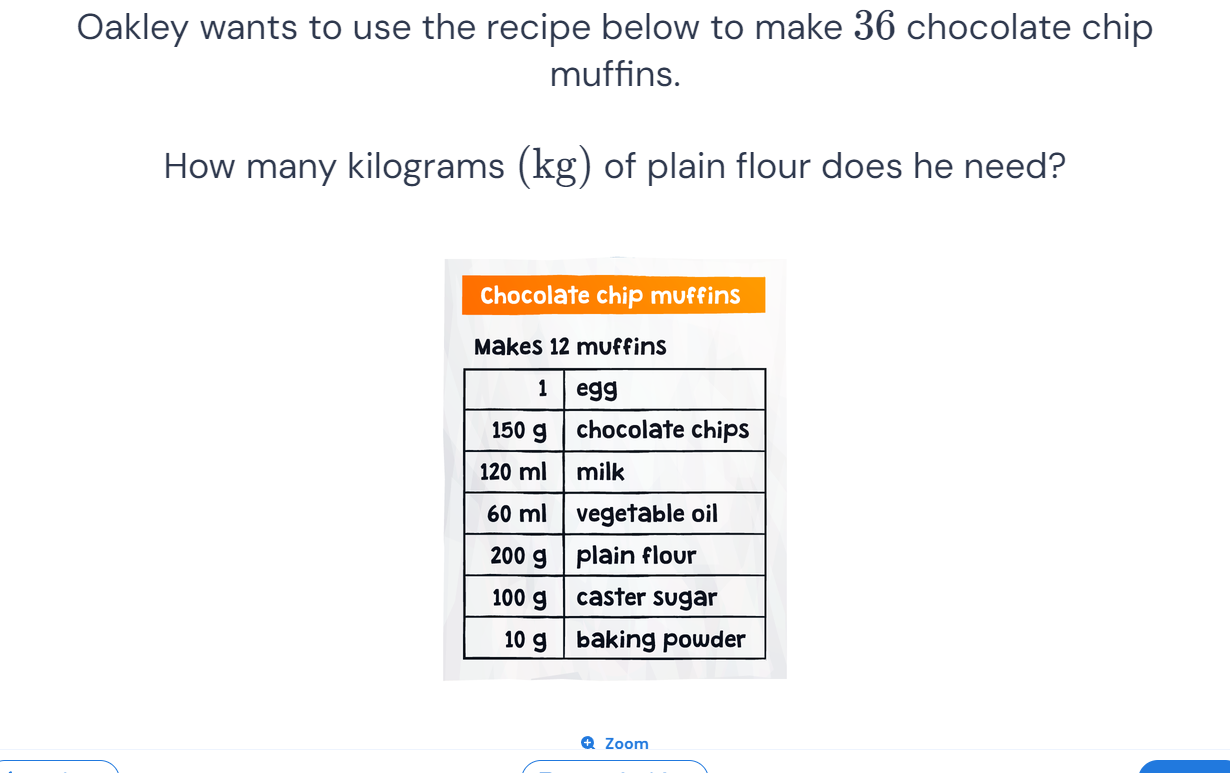 Oakley wants to use the recipe below to make 36 chocolate chip
muffins.
How many kilograms (kg) of plain flour does he need?
Chocolate chip muffins
Makes 12 muffins
1 egg
150 g chocolate chips
120 ml milk
60 ml vegetable oil
200 g plain flour
100 g caster sugar
10 g baking powder
Zoom